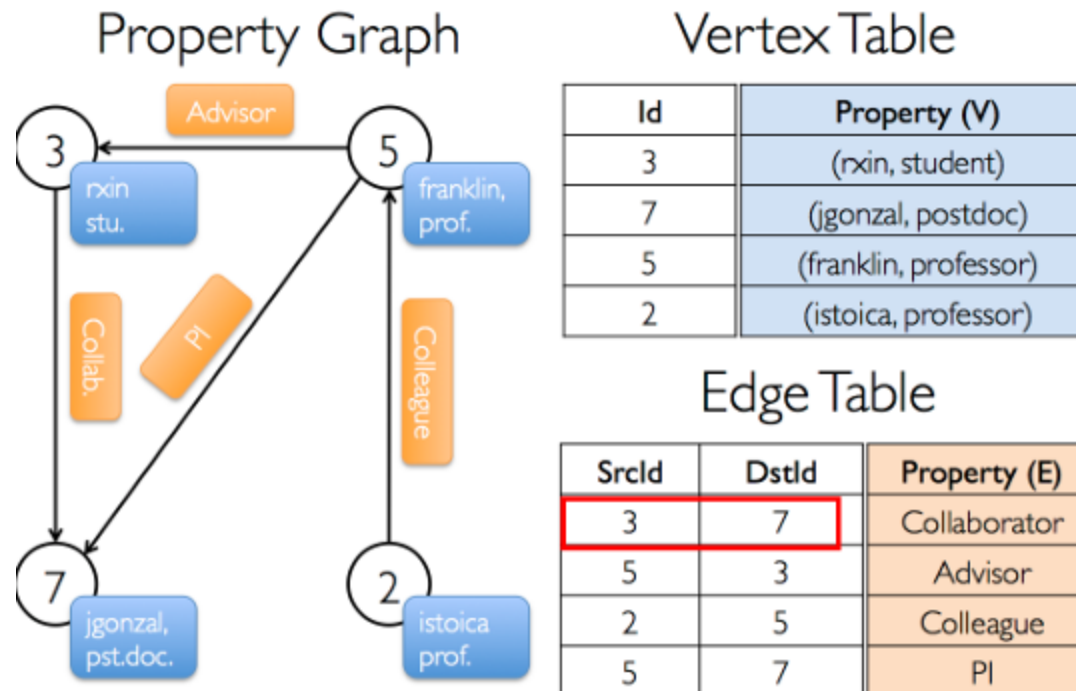 Property Graph
Advisor
3
5
rxin
stu.
franklin,
prof.
Collab.
PI
Colleague
7
2
jgonzal,
pst.doc.
istoica
prof.
Vertex Table
Id Property (V)
3 (rxin, student)
7 (jgonzal, postdoc)
5 (franklin, professor)
2 (istoica, professor)
Edge Table
SrcId DstId Property (E)
3 7 Collaborator
5 3 Advisor
2 5 Colleague
5 7 PI